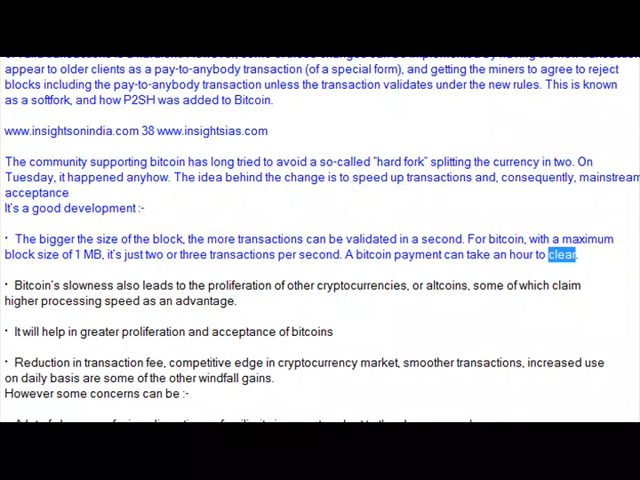 appear to older clients as a pay-to-anybody transaction (of a special form), and getting the miners to agree to reject
blocks including the pay-to-anybody transaction unless the transaction validates under the new rules. This is known
as a softfork, and how P2SH was added to Bitcoin.
www.insightsonindia.com 38 www.insightsias.com
The community supporting bitcoin has long tried to avoid a so-called "hard fork" splitting the currency in two. On
Tuesday, it happened anyhow. The idea behind the change is to speed up transactions and, consequently, mainstream
acceptance
It's a good development :-
· The bigger the size of the block, the more transactions can be validated in a second. For bitcoin, with a maximum
block size of 1 MB, it's just two or three transactions per second. A bitcoin payment can take an hour to clear.
· Bitcoin's slowness also leads to the proliferation of other cryptocurrencies, or altcoins, some of which claim
higher processing speed as an advantage.
· It will help in greater proliferation and acceptance of bitcoins
· Reduction in transaction fee, competitive edge in cryptocurrency market, smoother transactions, increased use
on daily basis are some of the other windfall gains.
However some concerns can be :-